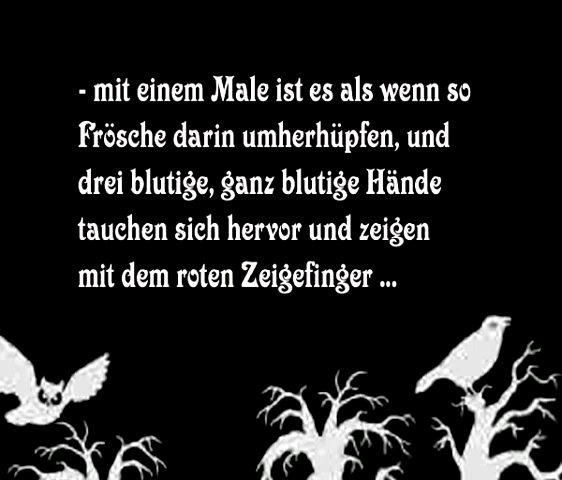 - mit einem Male ist es als wenn so
Frösche darin umherhüpfen, und
drei blutige, ganz blutige Hände
tauchen sich hervor und zeigen
mit dem roten Zeigefinger ...